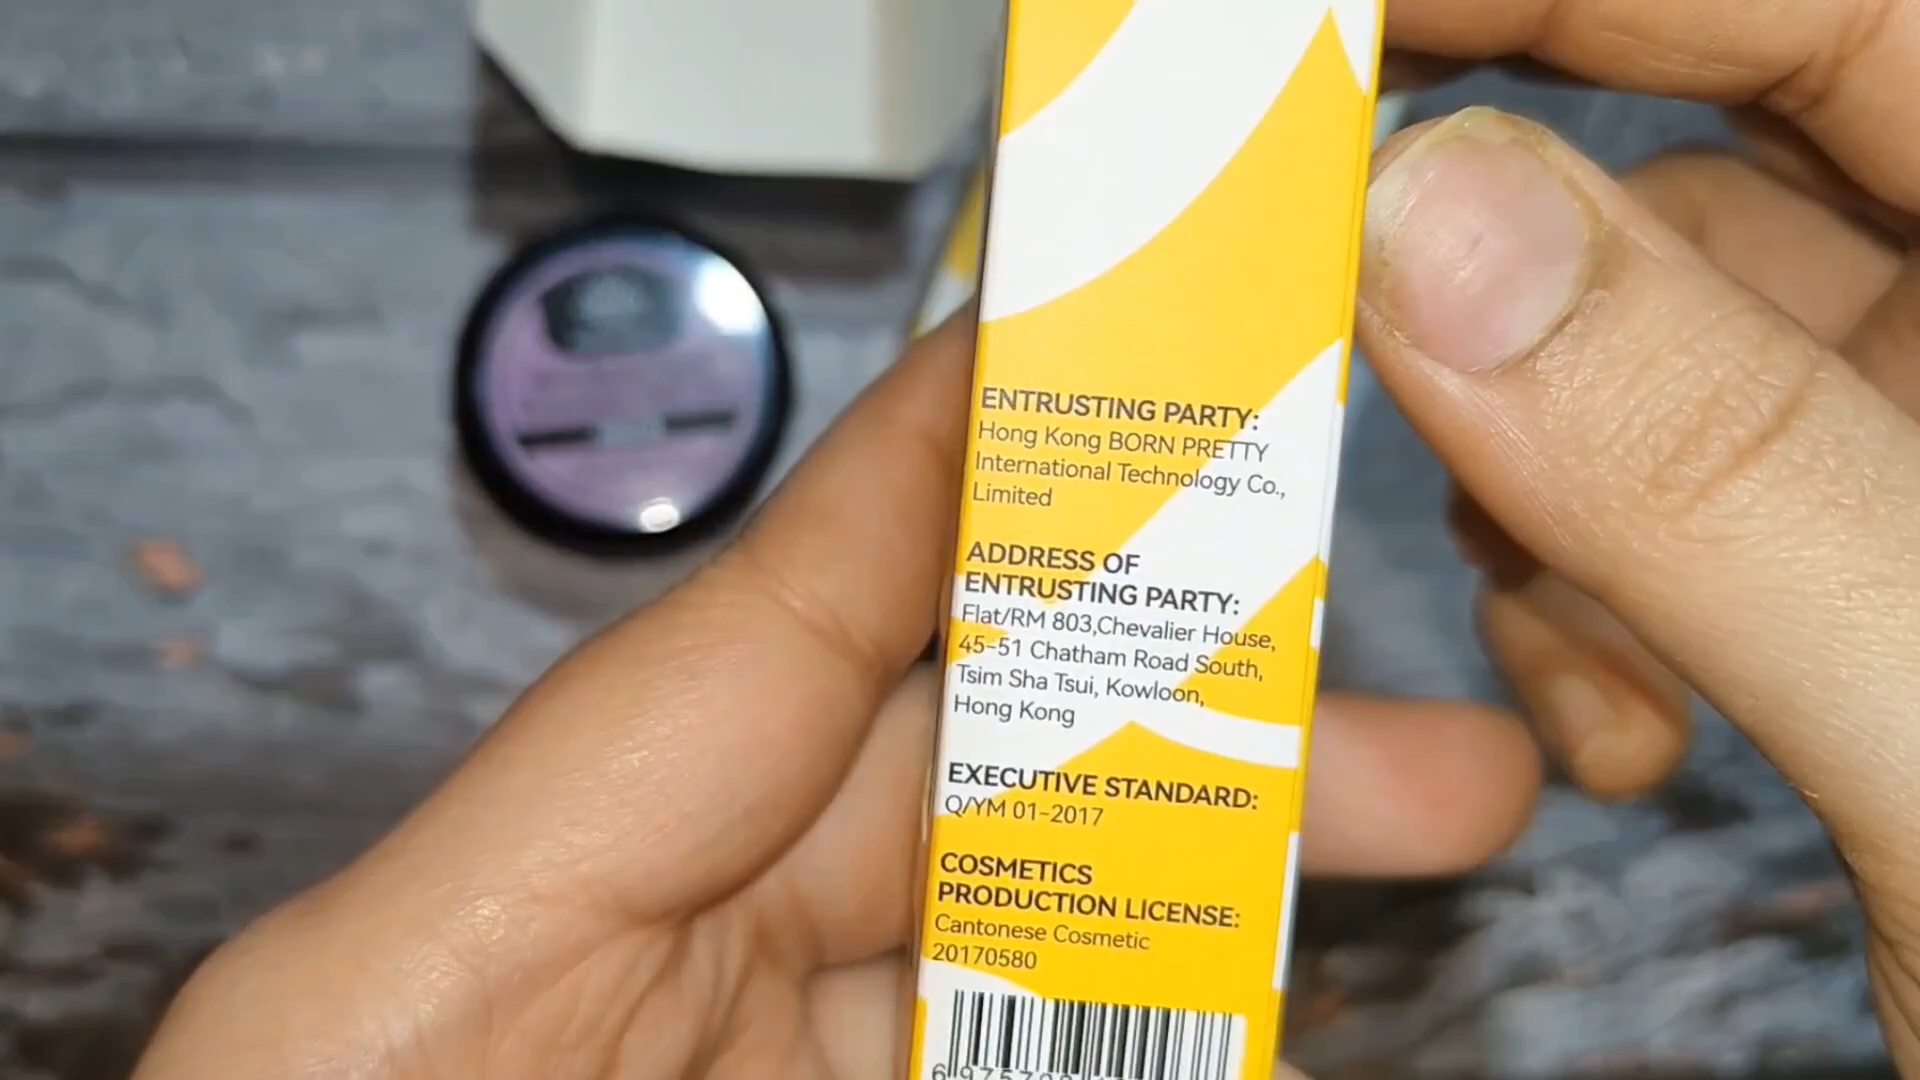 ENTRUSTING PARTY:
Hong Kong BORN PRETTY
International Technology Co.,
Limited
ADDRESS OF
ENTRUSTING PARTY:
Flat/RM 803,Chevalier House,
45-51 Chatham Road South,
Tsim Sha Tsui, Kowloon,
Hong Kong
EXECUTIVE STANDARD:
Q/YM 01-2017
COSMETICS
PRODUCTION LICENSE:
Cantonese Cosmetic
20170580